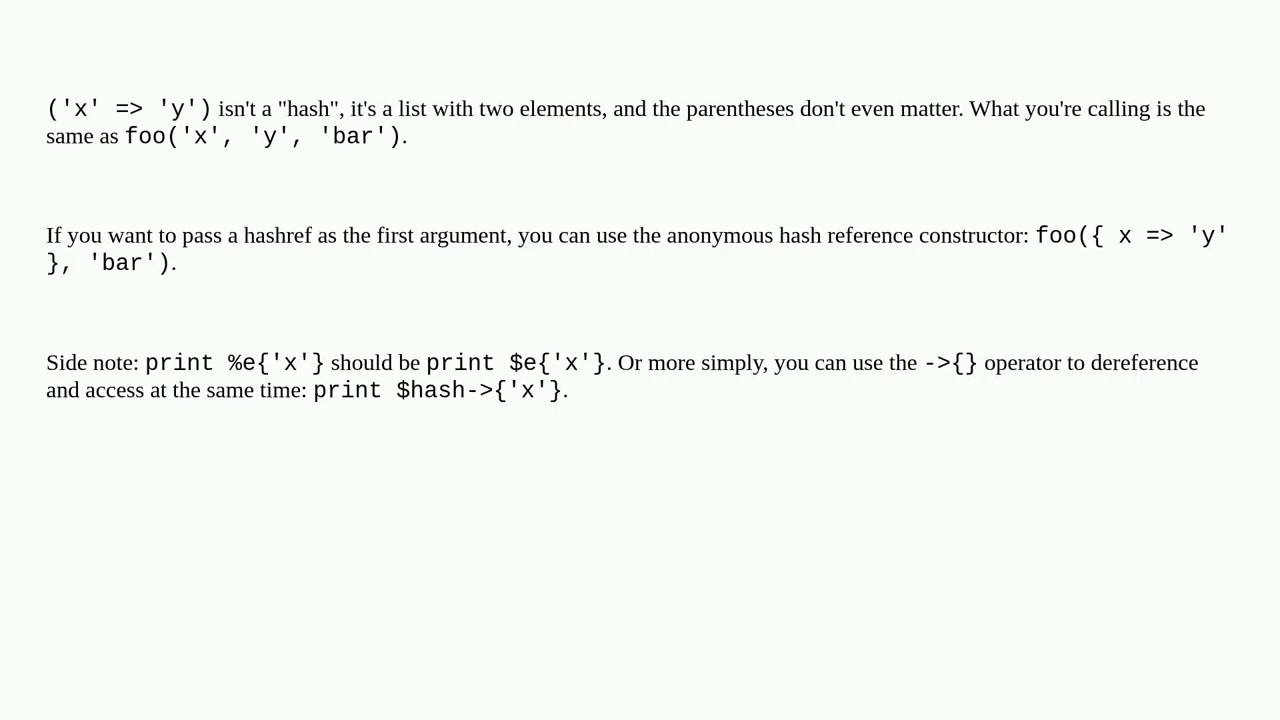 ('x' => 'y') isn't a "hash", it's a list with two elements, and the parentheses don't even matter. What you're calling is the
same as foo('x', 'y', 'bar').
If you want to pass a hashref as the first argument, you can use the anonymous hash reference constructor: foo({ x => 'y'
}, 'bar').
Side note: print %e{'x'} should be print $e{'x'}. Or more simply, you can use the ->{} operator to dereference
and access at the same time: print $hash->{'x'}.